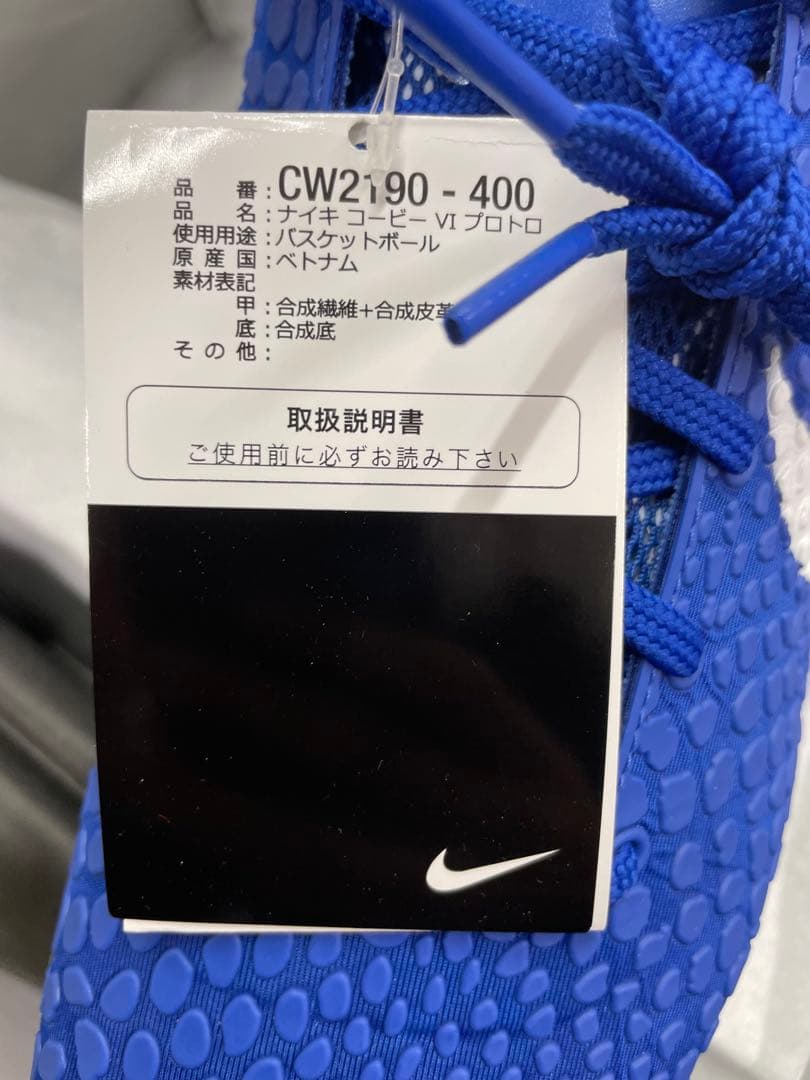 品 番 : CW2190 - 400
品 名 : ナイキ コービー VI プロトロ
使用用途 : バスケットボール
原産国 : ベトナム
素材表記
甲 : 合成繊維+合成皮革
底 : 合成底
その他 :
取扱説明書
ご使用前に必ずお読み下さい